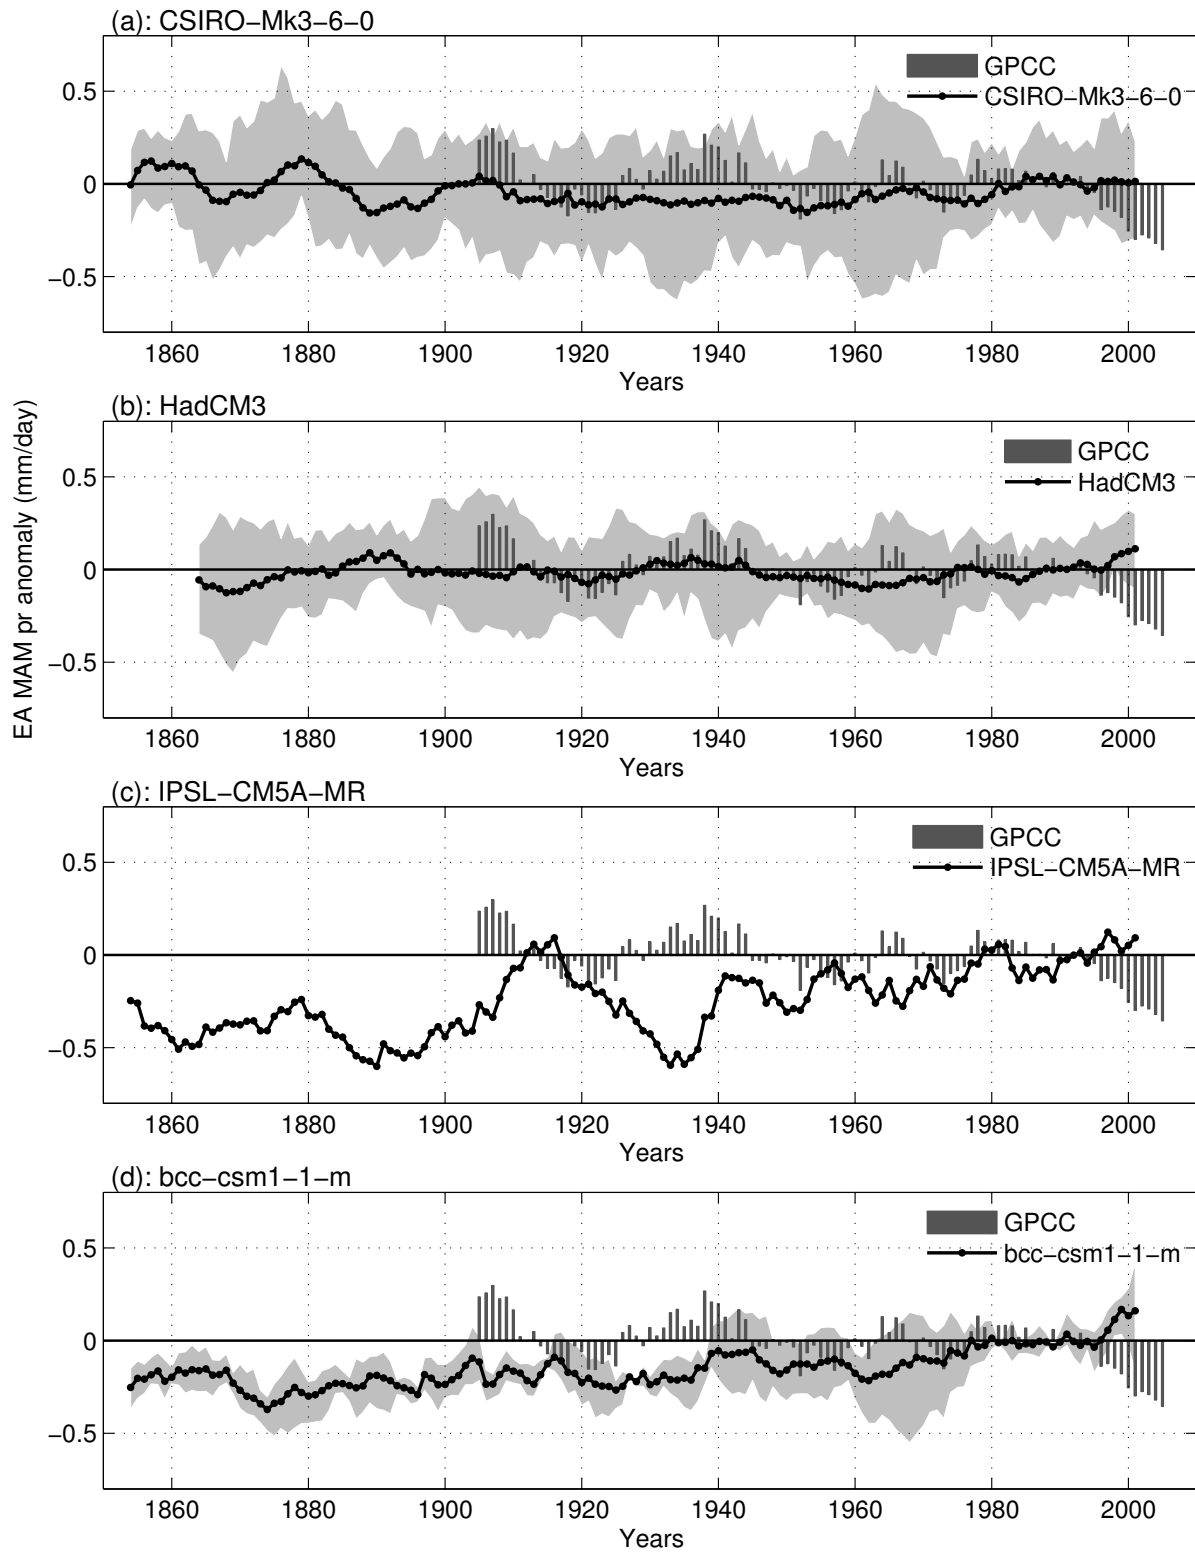 (a): CSIRO−Mk3−6−0
GPCC
CSIRO−Mk3−6−0
0.5
0
−0.5
1860 1880 1900 1920 1940 1960 1980 2000
Years
EA MAM pr anomaly (mm/day)
(b): HadCM3
GPCC
HadCM3
0.5
0
−0.5
1860 1880 1900 1920 1940 1960 1980 2000
Years
(c): IPSL−CM5A−MR
GPCC
IPSL−CM5A−MR
0.5
0
−0.5
1860 1880 1900 1920 1940 1960 1980 2000
Years
(d): bcc−csm1−1−m
GPCC
bcc−csm1−1−m
0.5
0
−0.5
1860 1880 1900 1920 1940 1960 1980 2000
Years